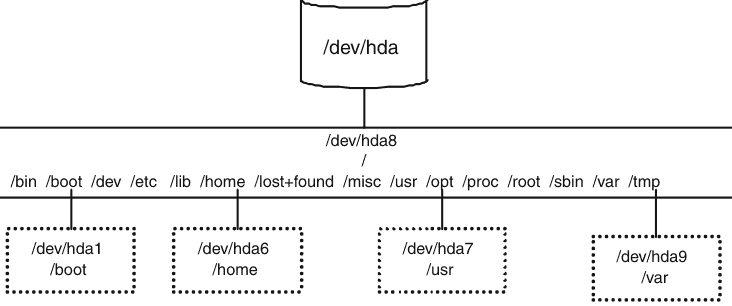 /dev/hda
/dev/hda8
/
/bin /boot /dev /etc /lib /home /lost+found /misc /usr /opt /proc /root /sbin /var /tmp
/dev/hda1
/boot
/dev/hda6
/home
/dev/hda7
/usr
/dev/hda9
/var